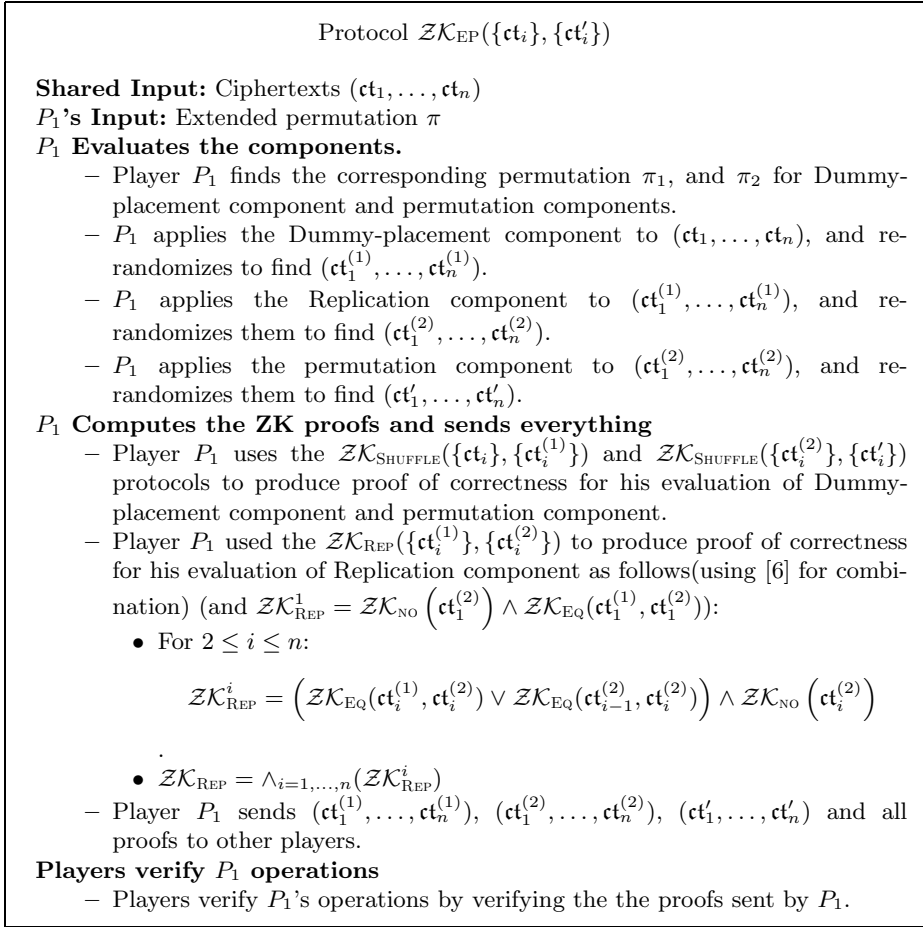 Protocol 𝒵𝒦_EP({𝔠𝔱_i}, {𝔠𝔱′_i})
Shared Input: Ciphertexts (𝔠𝔱_1, . . . , 𝔠𝔱_n)
P_1's Input: Extended permutation π
P_1 Evaluates the components.
– Player P_1 finds the corresponding permutation π_1, and π_2 for Dummy-
placement component and permutation components.
– P_1 applies the Dummy-placement component to (𝔠𝔱_1, . . . , 𝔠𝔱_n), and re-
randomizes to find (𝔠𝔱_1^{(1)}, . . . , 𝔠𝔱_n^{(1)}).
– P_1 applies the Replication component to (𝔠𝔱_1^{(1)}, . . . , 𝔠𝔱_n^{(1)}), and re-
randomizes them to find (𝔠𝔱_1^{(2)}, . . . , 𝔠𝔱_n^{(2)}).
– P_1 applies the permutation component to (𝔠𝔱_1^{(2)}, . . . , 𝔠𝔱_n^{(2)}), and re-
randomizes them to find (𝔠𝔱′_1, . . . , 𝔠𝔱′_n).
P_1 Computes the ZK proofs and sends everything
– Player P_1 uses the 𝒵𝒦_SHUFFLE({𝔠𝔱_i}, {𝔠𝔱_i^{(1)}}) and 𝒵𝒦_SHUFFLE({𝔠𝔱_i^{(2)}}, {𝔠𝔱′_i})
protocols to produce proof of correctness for his evaluation of Dummy-
placement component and permutation component.
– Player P_1 used the 𝒵𝒦_REP({𝔠𝔱_i^{(1)}}, {𝔠𝔱_i^{(2)}}) to produce proof of correctness
for his evaluation of Replication component as follows(using [6] for combi-
nation) (and 𝒵𝒦_REP^1 = 𝒵𝒦_NO (𝔠𝔱_1^{(2)}) ∧ 𝒵𝒦_EQ(𝔠𝔱_1^{(1)}, 𝔠𝔱_1^{(2)})):
• For 2 ≤ i ≤ n:
𝒵𝒦_REP^i = (𝒵𝒦_EQ(𝔠𝔱_i^{(1)}, 𝔠𝔱_i^{(2)}) ∨ 𝒵𝒦_EQ(𝔠𝔱_{i−1}^{(2)}, 𝔠𝔱_i^{(2)})) ∧ 𝒵𝒦_NO (𝔠𝔱_i^{(2)})
.
• 𝒵𝒦_REP = ∧_{i=1,...,n}(𝒵𝒦_REP^i)
– Player P_1 sends (𝔠𝔱_1^{(1)}, . . . , 𝔠𝔱_n^{(1)}), (𝔠𝔱_1^{(2)}, . . . , 𝔠𝔱_n^{(2)}), (𝔠𝔱′_1, . . . , 𝔠𝔱′_n) and all
proofs to other players.
Players verify P_1 operations
– Players verify P_1's operations by verifying the the proofs sent by P_1.